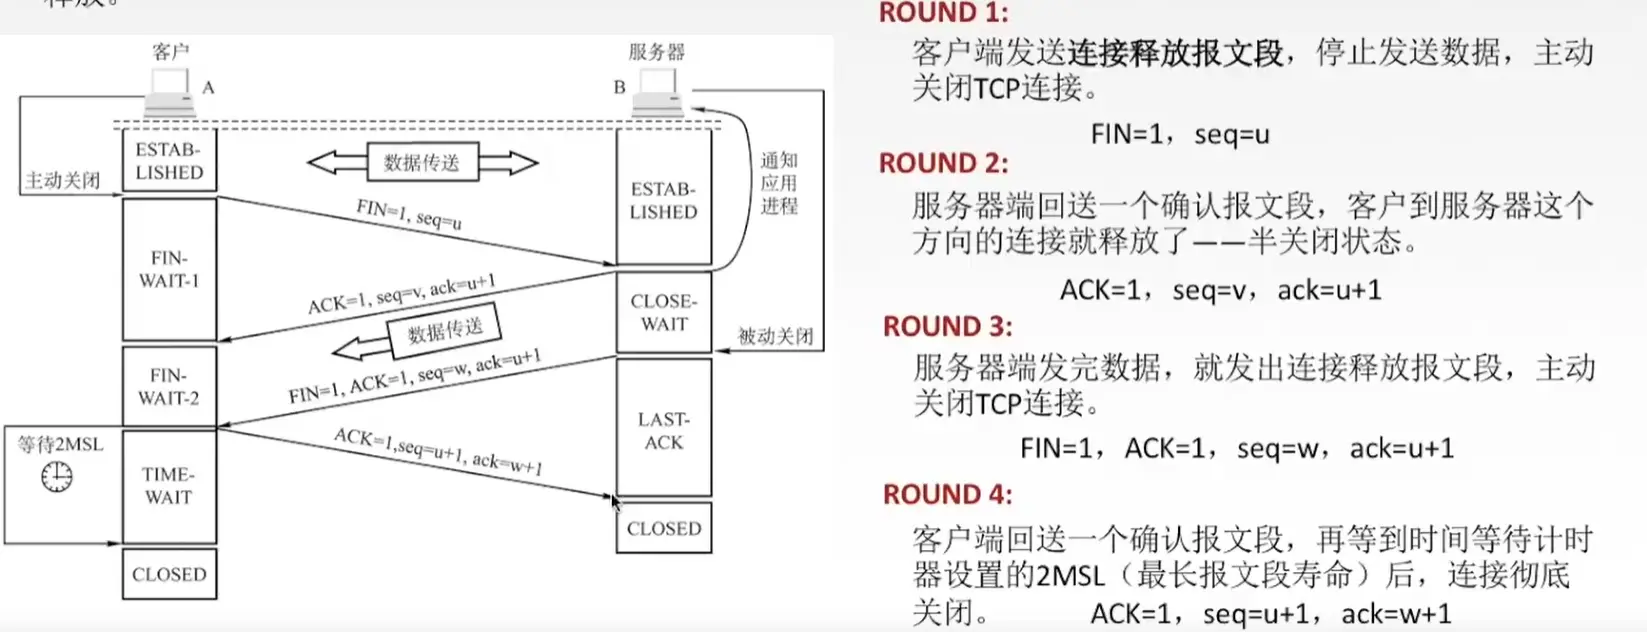 释放。
客户
服务器
A
B
ESTAB-
LISHED
数据传送
ESTAB-
LISHED
通知
应用
进程
主动关闭
FIN=1, seq=u
FIN-
WAIT-1
ACK=1, seq=v, ack=u+1
CLOSE-
WAIT
数据传送
被动关闭
FIN-
WAIT-2
FIN=1, ACK=1, seq=w, ack=u+1
LAST-
ACK
等待2MSL
ACK=1,seq=u+1, ack=w+1
TIME-
WAIT
CLOSED
CLOSED
ROUND 1:
客户端发送连接释放报文段，停止发送数据，主动
关闭TCP连接。
FIN=1，seq=u
ROUND 2:
服务器端回送一个确认报文段，客户到服务器这个
方向的连接就释放了——半关闭状态。
ACK=1，seq=v，ack=u+1
ROUND 3:
服务器端发完数据，就发出连接释放报文段，主动
关闭TCP连接。
FIN=1，ACK=1，seq=w，ack=u+1
ROUND 4:
客户端回送一个确认报文段，再等到时间等待计时
器设置的2MSL（最长报文段寿命）后，连接彻底
关闭。 ACK=1，seq=u+1，ack=w+1